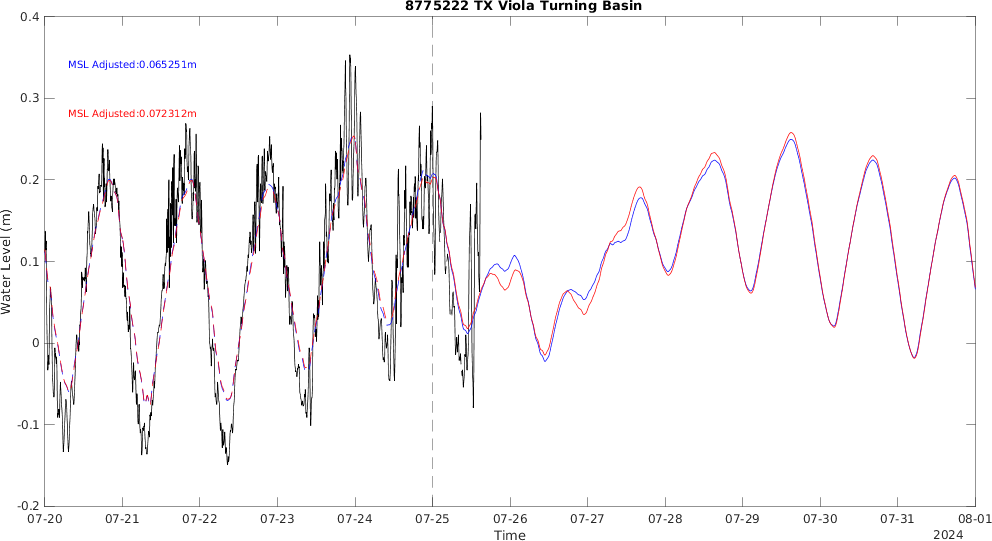 8775222 TX Viola Turning Basin
MSL Adjusted:0.065251m
MSL Adjusted:0.072312m
Water Level (m)
0.4
0.3
0.2
0.1
0
-0.1
-0.2
07-20 07-21 07-22 07-23 07-24 07-25 07-26 07-27 07-28 07-29 07-30 07-31 08-01
Time
2024